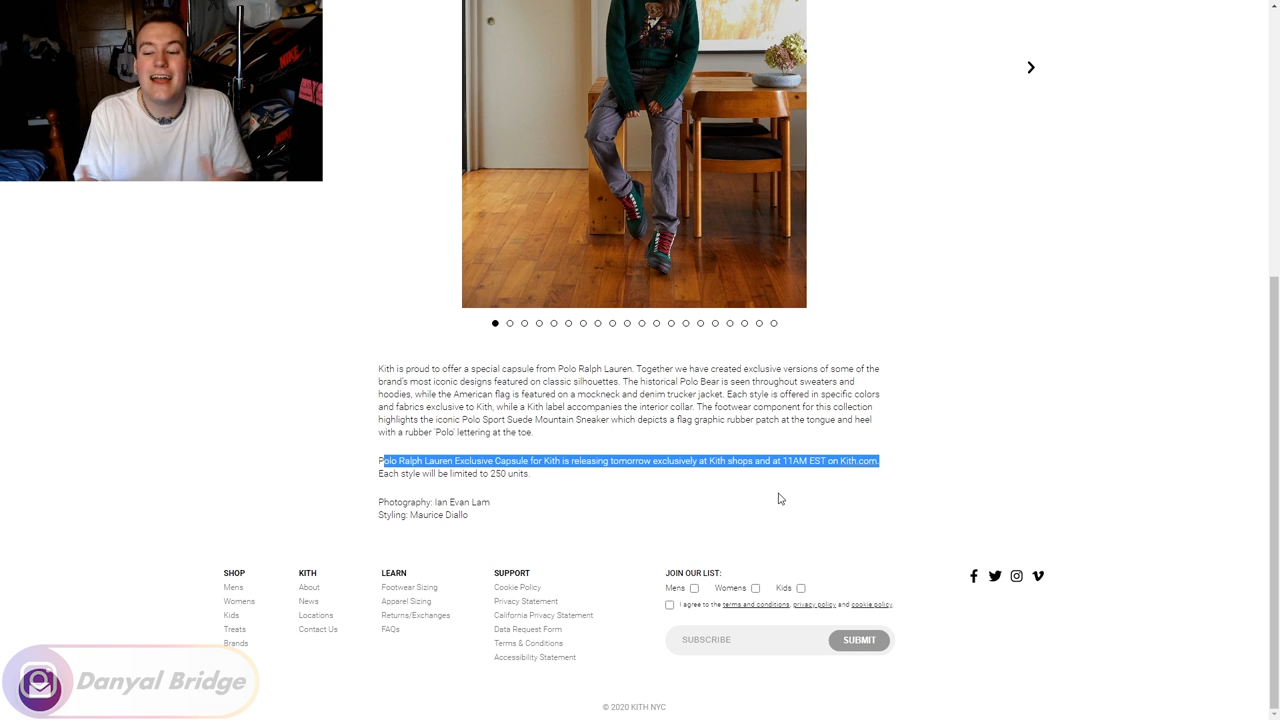 Kith is proud to offer a special capsule from Polo Ralph Lauren. Together we have created exclusive versions of some of the
brand's most iconic designs featured on classic silhouettes. The historical Polo Bear is seen throughout sweaters and
hoodies, while the American flag is featured on a mockneck and denim trucker jacket. Each style is offered in specific colors
and fabrics exclusive to Kith, while a Kith label accompanies the interior collar. The footwear component for this collection
highlights the iconic Polo Sport Suede Mountain Sneaker which depicts a flag graphic rubber patch at the tongue and heel
with a rubber 'Polo' lettering at the toe.
Polo Ralph Lauren Exclusive Capsule for Kith is releasing tomorrow exclusively at Kith shops and at 11AM EST on Kith.com.
Each style will be limited to 250 units.
Photography: Ian Evan Lam
Styling: Maurice Diallo
SHOP
Mens
Womens
Kids
Treats
Brands
KITH
About
News
Locations
Contact Us
LEARN
Footwear Sizing
Apparel Sizing
Returns/Exchanges
FAQs
SUPPORT
Cookie Policy
Privacy Statement
California Privacy Statement
Data Request Form
Terms & Conditions
Accessibility Statement
JOIN OUR LIST:
Mens Womens Kids
I agree to the terms and conditions, privacy policy and cookie policy.
SUBSCRIBE SUBMIT
Danyal Bridge
© 2020 KITH NYC
NIKE
NIKE